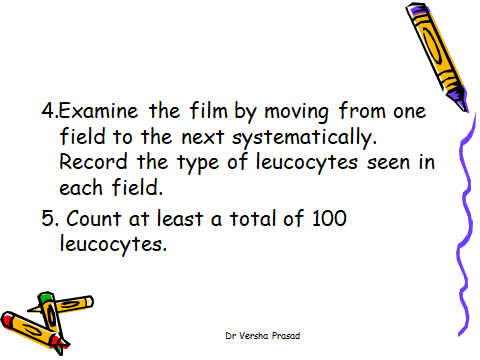 4.Examine the film by moving from one
field to the next systematically.
Record the type of leucocytes seen in
each field.
5. Count at least a total of 100
leucocytes.
Dr Versha Prasad